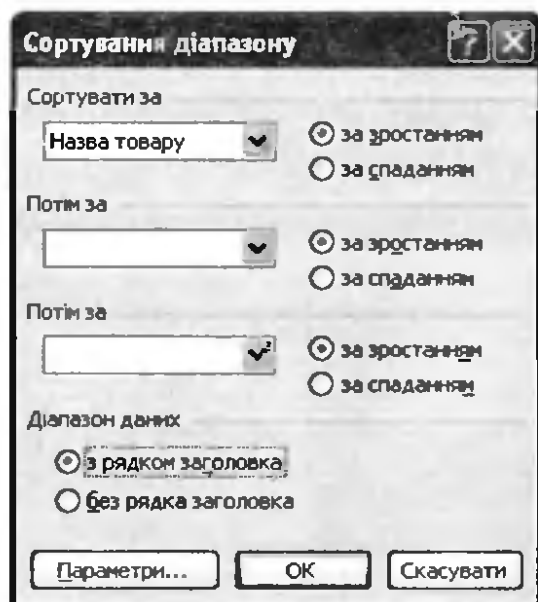 Сортування діапазону
Сортувати за
Назва товару
за зростанням
за спаданням
Потім за
за зростанням
за спаданням
Потім за
за зростанням
за спаданням
Діапазон даних
з рядком заголовка
без рядка заголовка
Параметри... ОК Скасувати